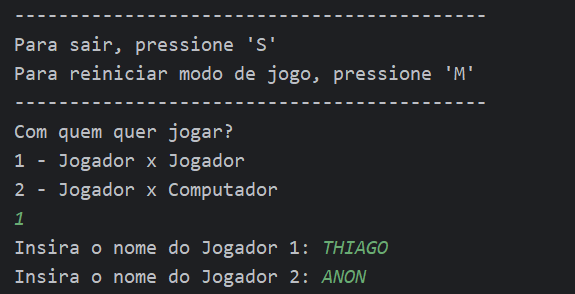 -------------------------------------------
Para sair, pressione 'S'
Para reiniciar modo de jogo, pressione 'M'
-------------------------------------------
Com quem quer jogar?
1 - Jogador x Jogador
2 - Jogador x Computador
1
Insira o nome do Jogador 1: THIAGO
Insira o nome do Jogador 2: ANON